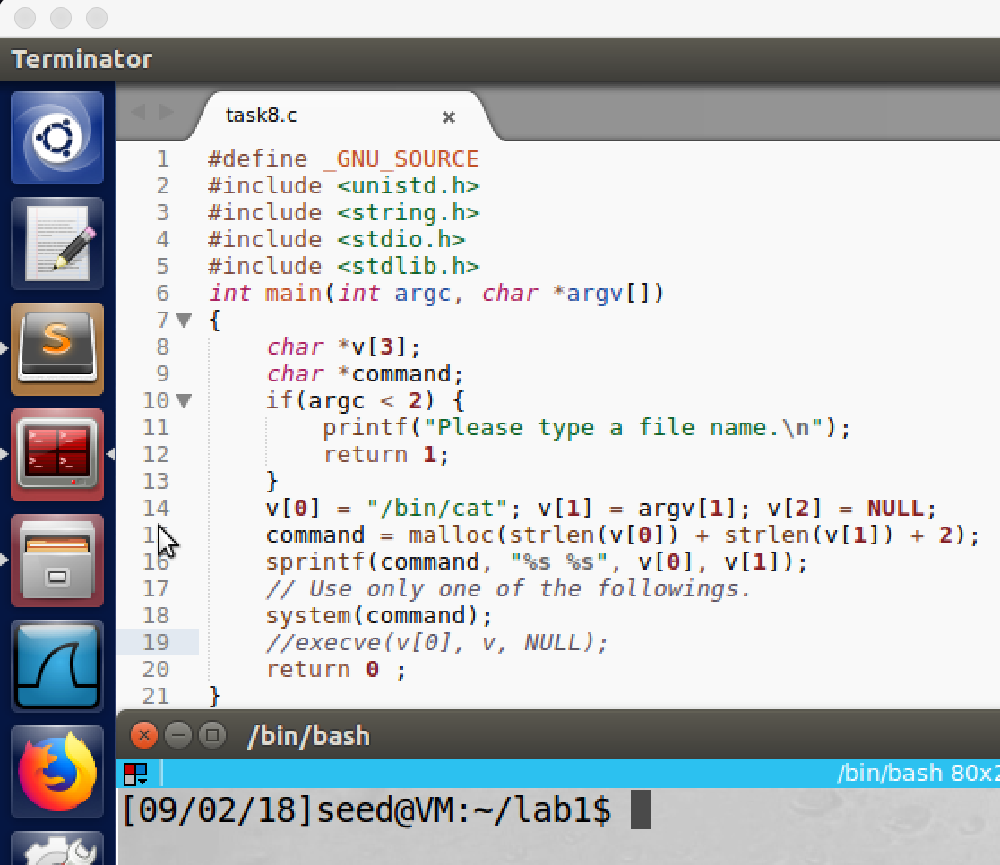 Terminator
task8.c
1 #define _GNU_SOURCE
2 #include <unistd.h>
3 #include <string.h>
4 #include <stdio.h>
5 #include <stdlib.h>
6 int main(int argc, char *argv[])
7 {
8     char *v[3];
9     char *command;
10     if(argc < 2) {
11         printf("Please type a file name.\n");
12         return 1;
13     }
14     v[0] = "/bin/cat"; v[1] = argv[1]; v[2] = NULL;
    command = malloc(strlen(v[0]) + strlen(v[1]) + 2);
16     sprintf(command, "%s %s", v[0], v[1]);
17     // Use only one of the followings.
18     system(command);
19     //execve(v[0], v, NULL);
20     return 0 ;
21 }
/bin/bash
/bin/bash 80x2
[09/02/18]seed@VM:~/lab1$